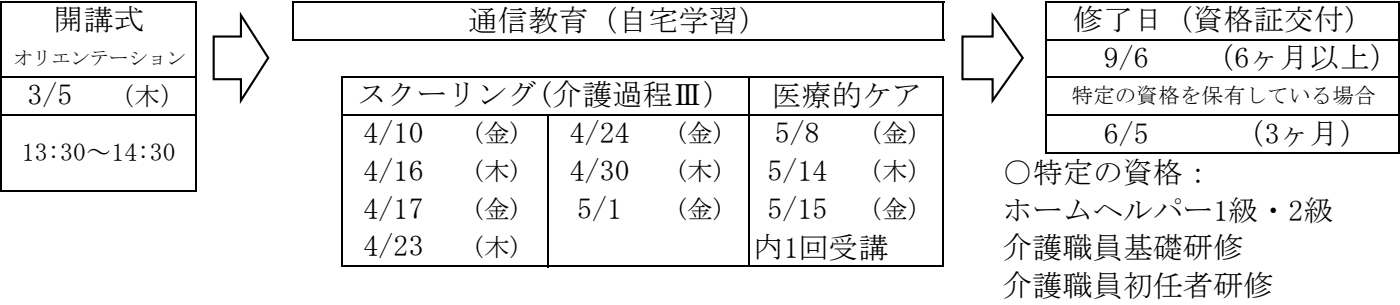 開講式
オリエンテーション
3/5 (木)
13:30～14:30
通信教育（自宅学習）
スクーリング(介護過程Ⅲ) 医療的ケア
4/10 (金) 4/24 (金) 5/8 (金)
4/16 (木) 4/30 (木) 5/14 (木)
4/17 (金) 5/1 (金) 5/15 (金)
4/23 (木) 内1回受講
修了日（資格証交付）
9/6 (6ヶ月以上)
特定の資格を保有している場合
6/5 (3ヶ月)
○特定の資格：
ホームヘルパー1級・2級
介護職員基礎研修
介護職員初任者研修